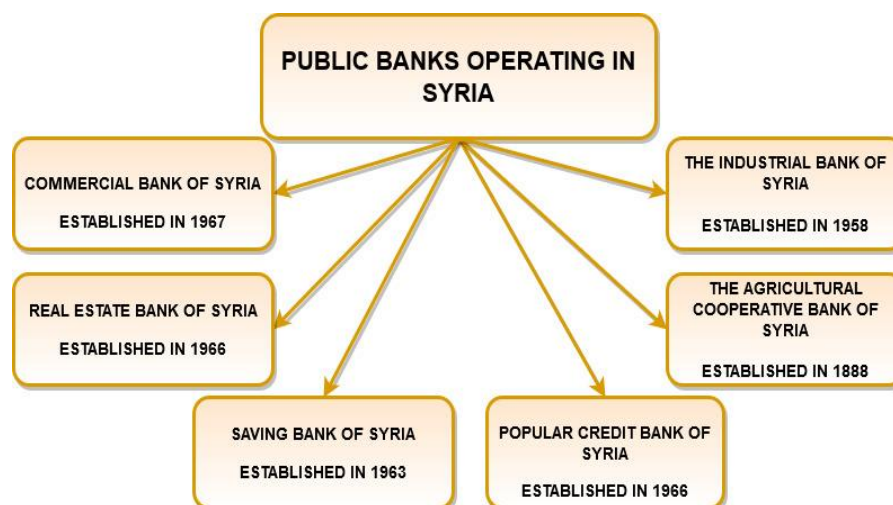 PUBLIC BANKS OPERATING IN
SYRIA
COMMERCIAL BANK OF SYRIA
ESTABLISHED IN 1967
THE INDUSTRIAL BANK OF
SYRIA
ESTABLISHED IN 1958
REAL ESTATE BANK OF SYRIA
ESTABLISHED IN 1966
THE AGRICULTURAL
COOPERATIVE BANK OF
SYRIA
ESTABLISHED IN 1888
SAVING BANK OF SYRIA
ESTABLISHED IN 1963
POPULAR CREDIT BANK OF
SYRIA
ESTABLISHED IN 1966